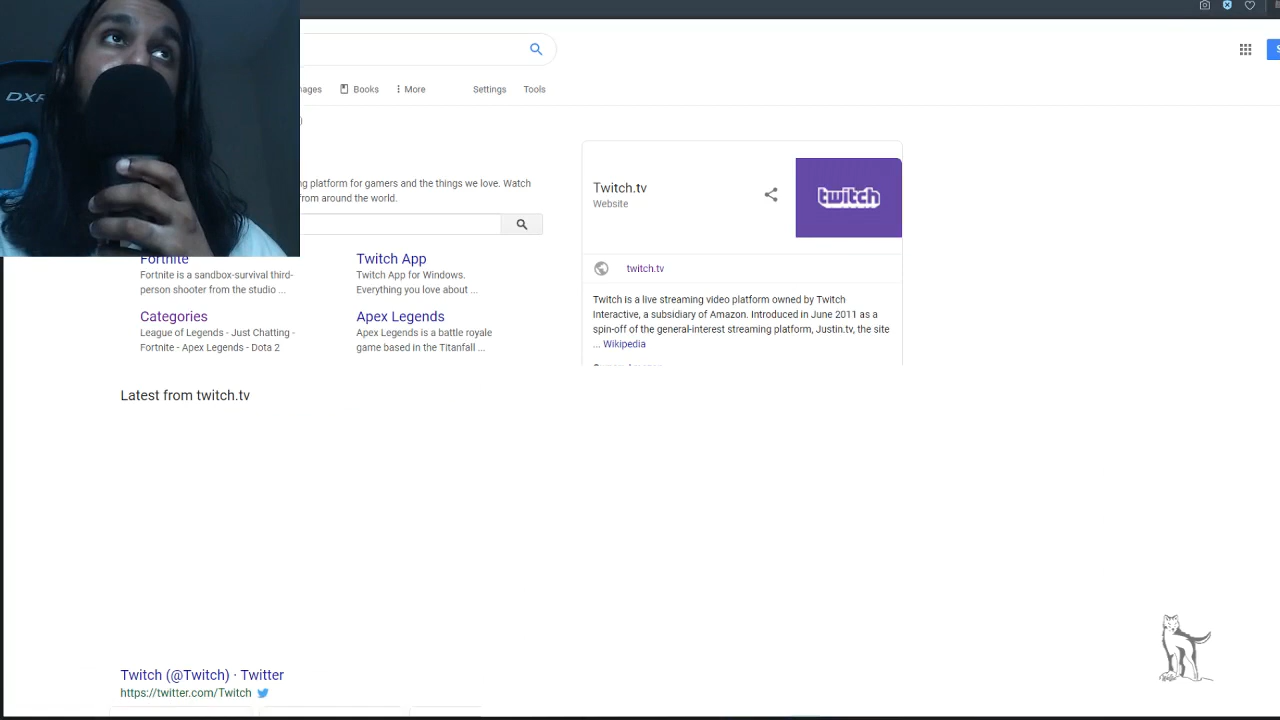 Books
More
Settings
Tools
platform for gamers and the things we love. Watch
from around the world.
Fortnite
Fortnite is a sandbox-survival third-
person shooter from the studio ...
Categories
League of Legends - Just Chatting -
Fortnite - Apex Legends - Dota 2
Twitch App
Twitch App for Windows.
Everything you love about ...
Apex Legends
Apex Legends is a battle royale
game based in the Titanfall ...
Latest from twitch.tv
Twitch (@Twitch) · Twitter
https://twitter.com/Twitch
Twitch.tv
Website
twitch
twitch.tv
Twitch is a live streaming video platform owned by Twitch
Interactive, a subsidiary of Amazon. Introduced in June 2011 as a
spin-off of the general-interest streaming platform, Justin.tv, the site
... Wikipedia